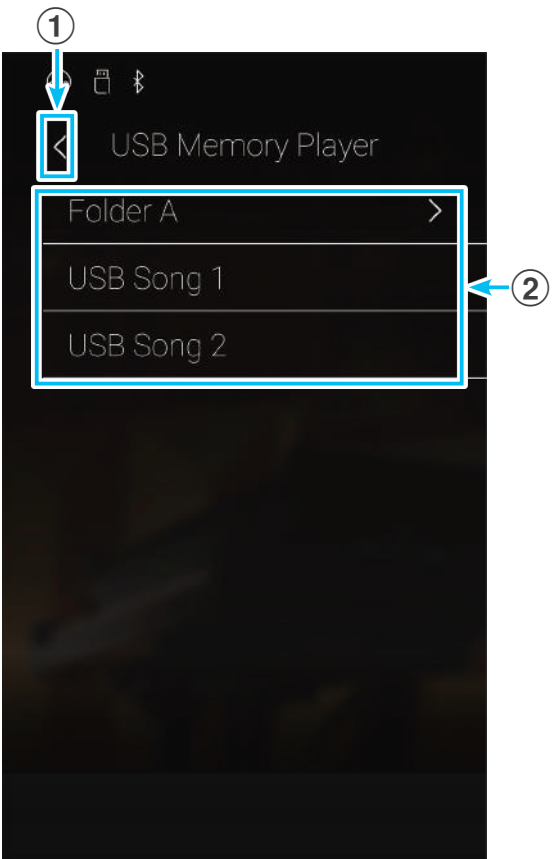 1
USB Memory Player
Folder A
USB Song 1
2
USB Song 2